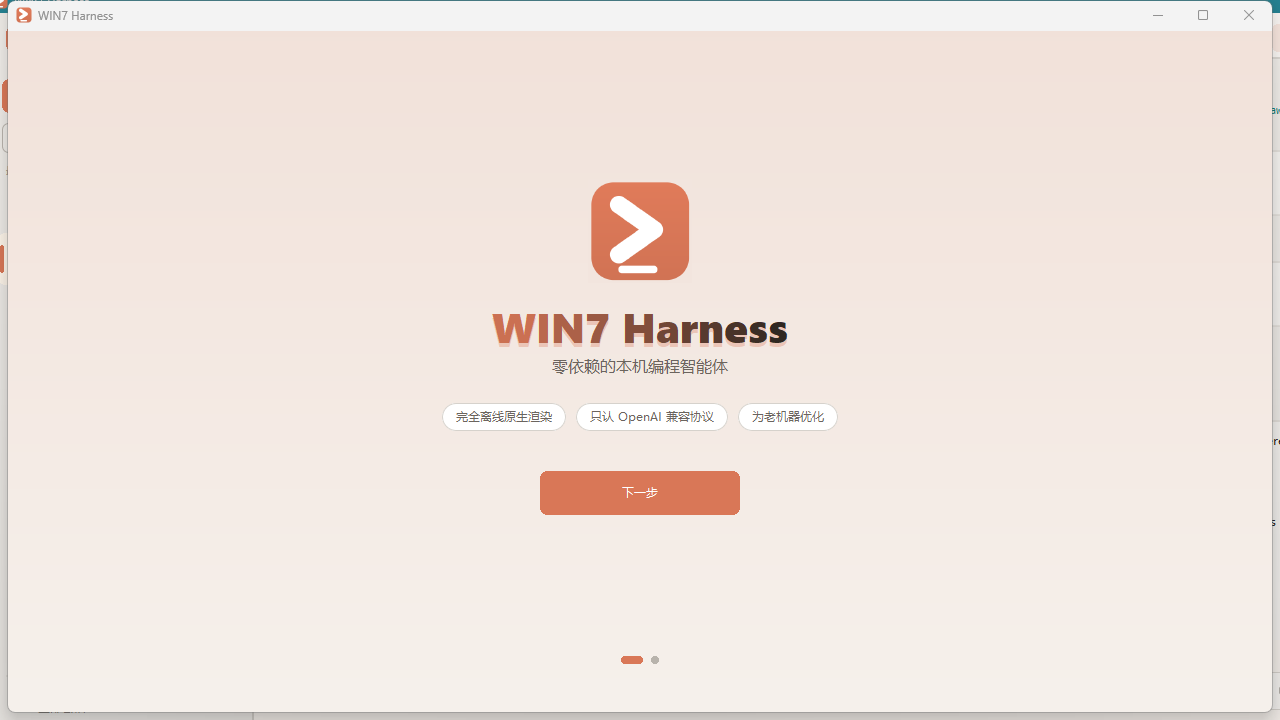 WIN7 Harness
WIN7 Harness
零依赖的本机编程智能体
完全离线原生渲染
只认 OpenAI 兼容协议
为老机器优化
下一步